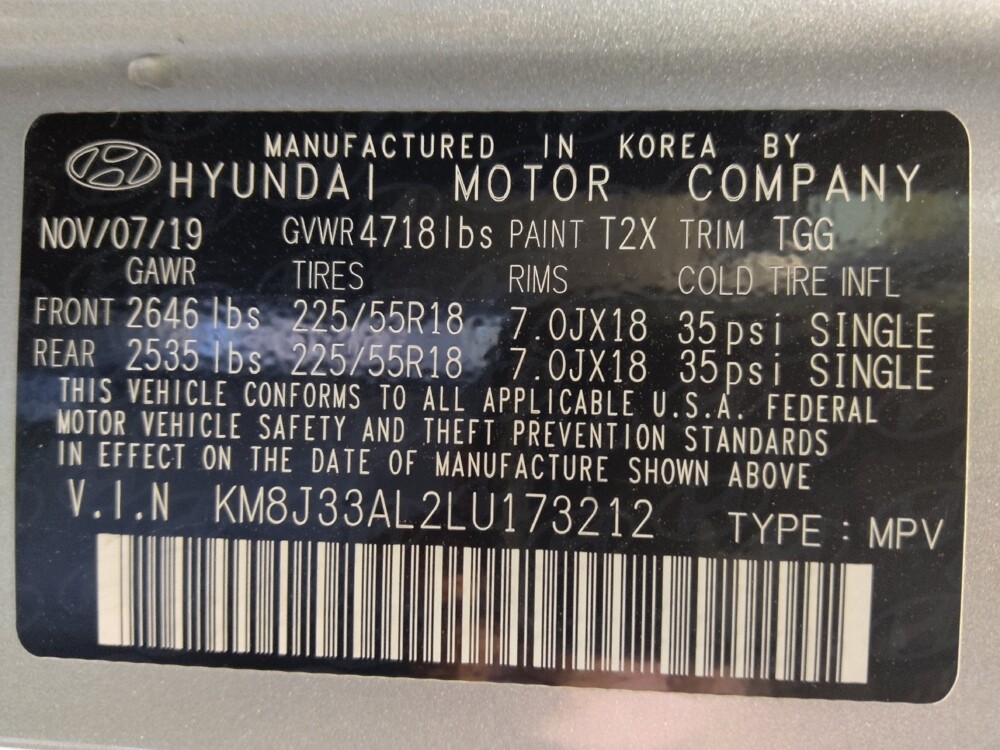 MANUFACTURED IN KOREA BY
HYUNDAI MOTOR COMPANY
NOV/07/19 GVWR 4718lbs PAINT T2X TRIM TGG
GAWR TIRES RIMS COLD TIRE INFL
FRONT 2646 lbs 225/55R18 7.0JX18 35psi SINGLE
REAR 2535 lbs 225/55R18 7.0JX18 35psi SINGLE
THIS VEHICLE CONFORMS TO ALL APPLICABLE U.S.A. FEDERAL
MOTOR VEHICLE SAFETY AND THEFT PREVENTION STANDARDS
IN EFFECT ON THE DATE OF MANUFACTURE SHOWN ABOVE
V.I.N KM8J33AL2LU173212 TYPE : MPV